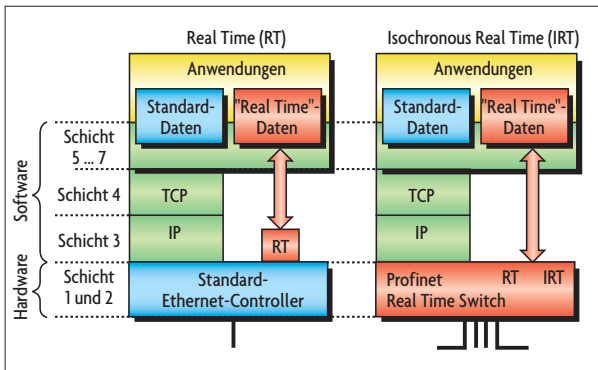 Real Time (RT)
Isochronous Real Time (IRT)
Anwendungen
Anwendungen
Standard-
Daten
"Real Time"-
Daten
Standard-
Daten
"Real Time"-
Daten
Software
Schicht
5 ... 7
Schicht 4
TCP
TCP
Schicht 3
IP
RT
IP
Hardware
Schicht
1 und 2
Standard-
Ethernet-Controller
Profinet
Real Time Switch
RT
IRT